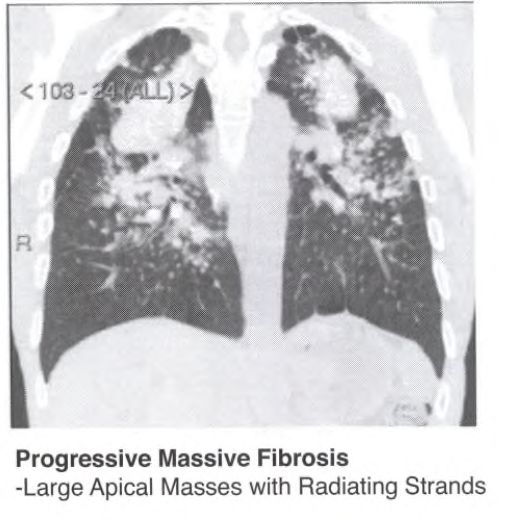 < 103 - 24 (ALL) >
R
Progressive Massive Fibrosis
-Large Apical Masses with Radiating Strands